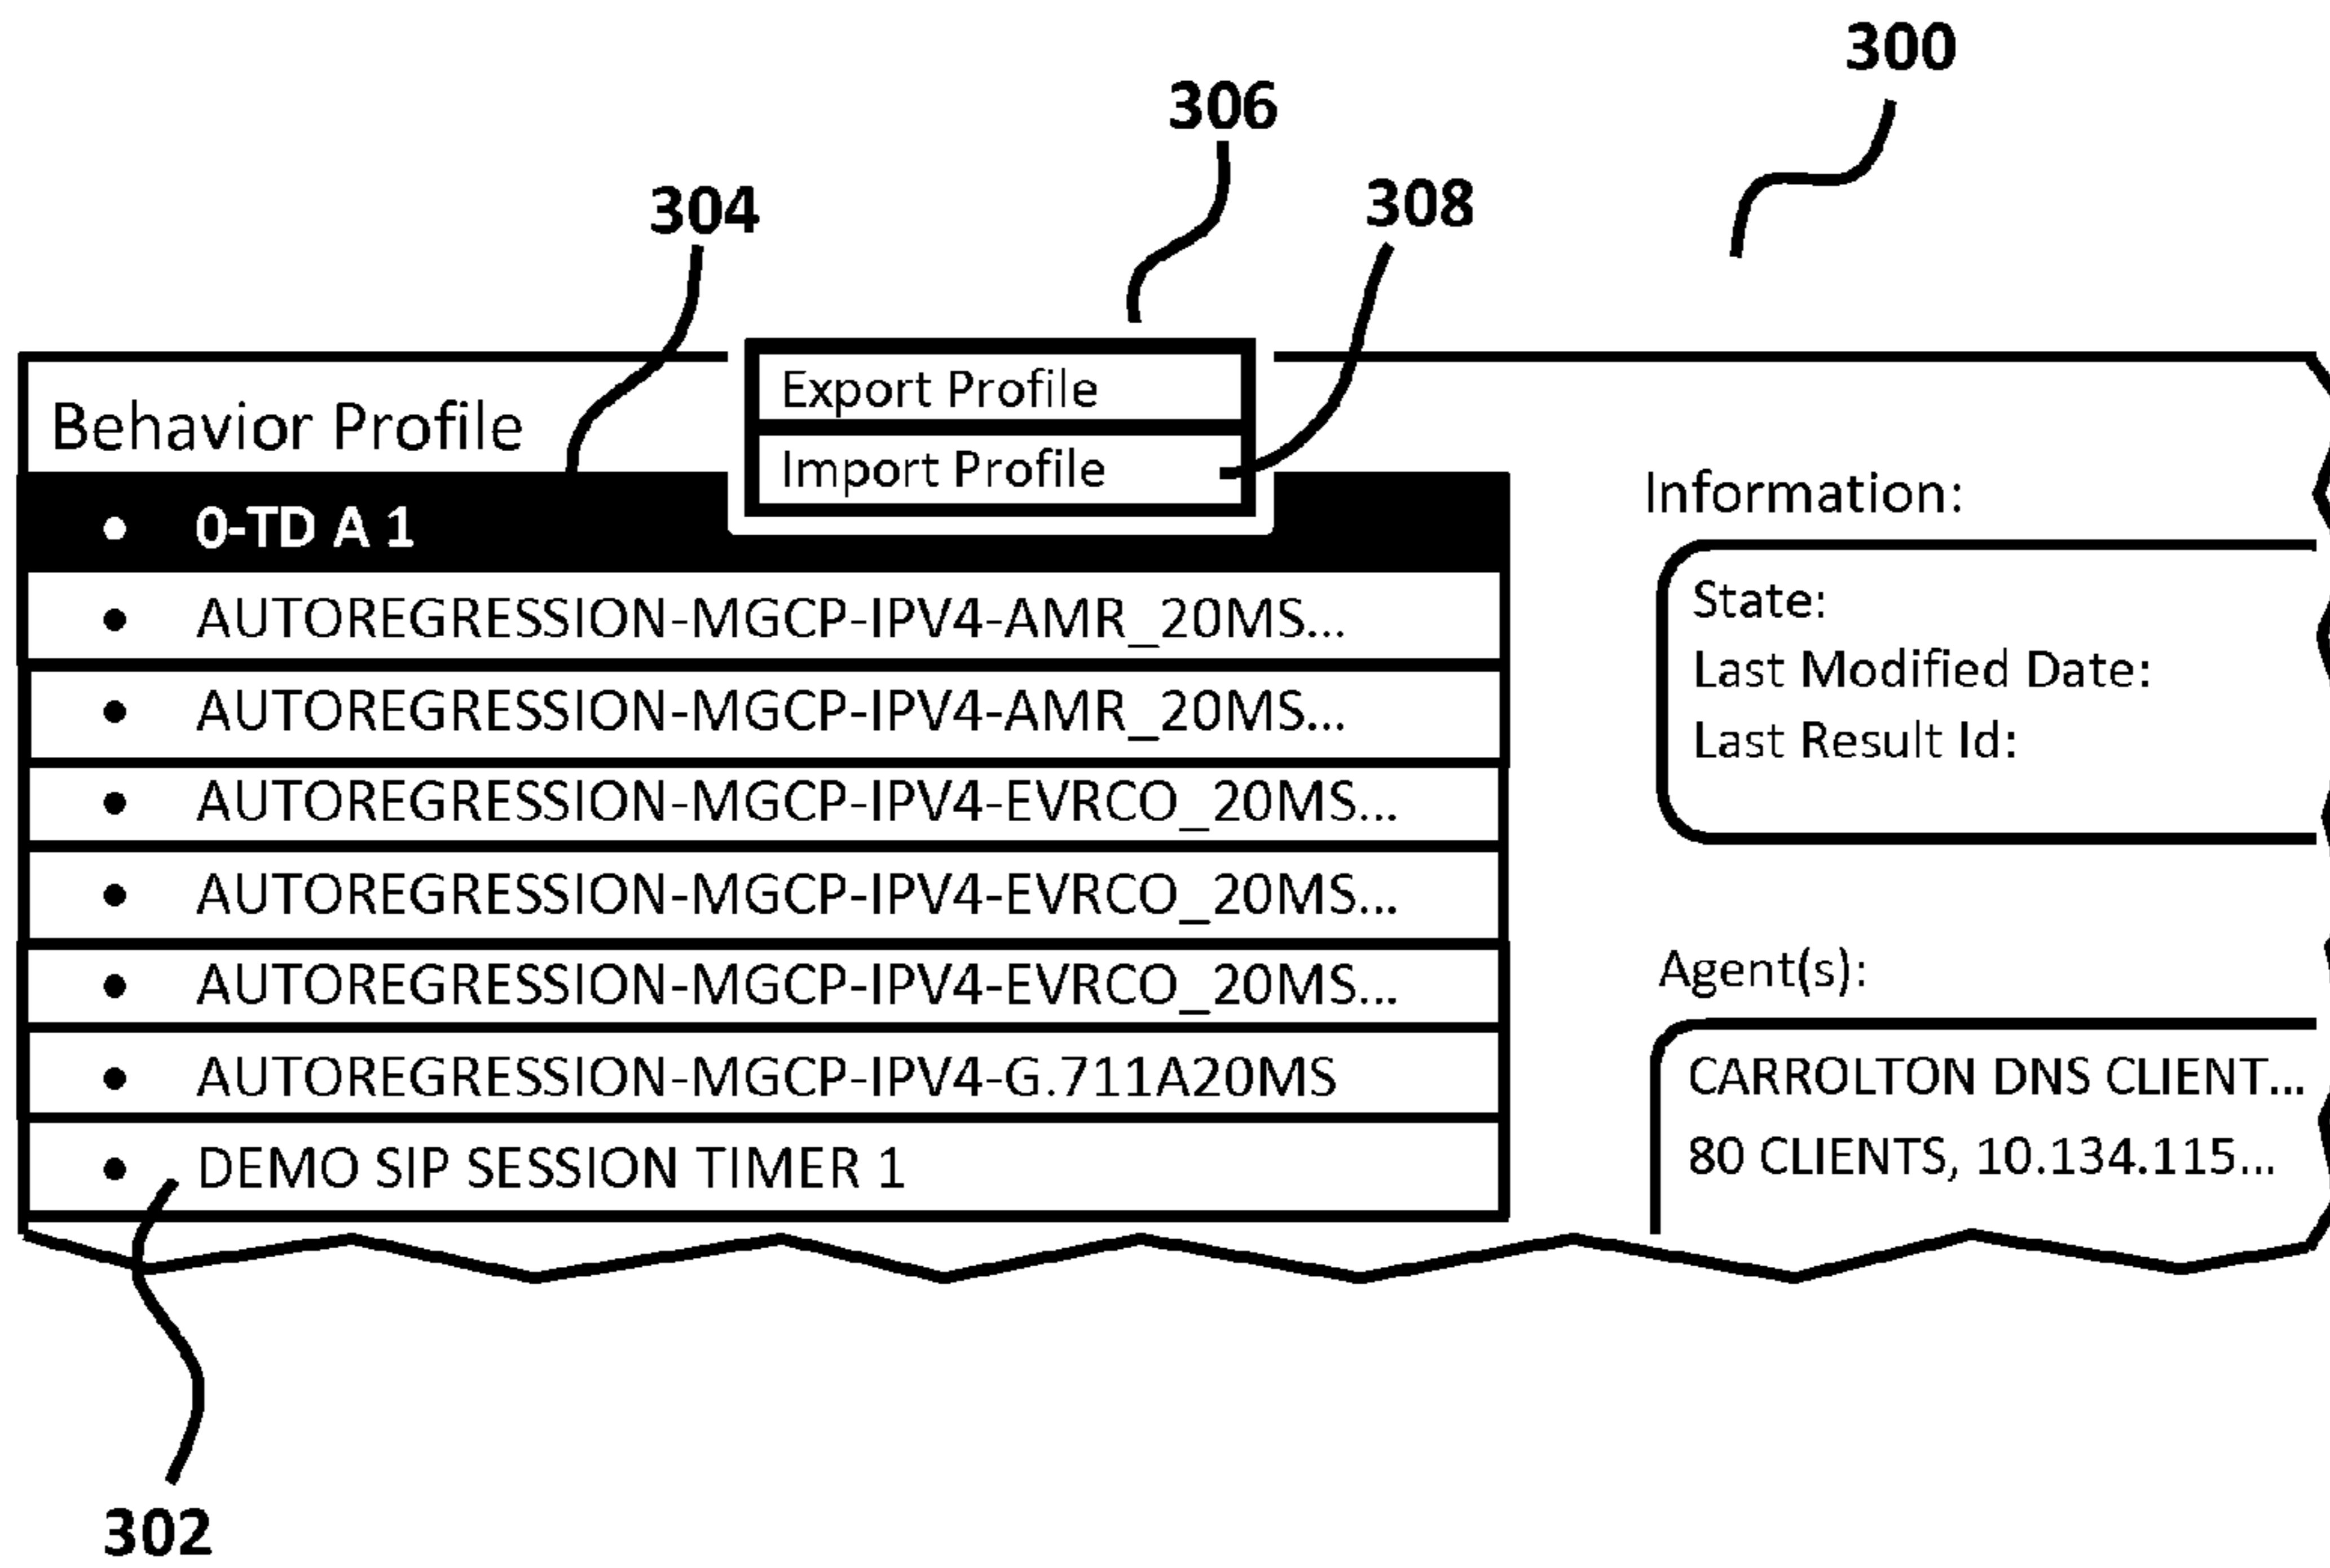 300
306
304
308
Export Profile
Behavior Profile
Import Profile
0-TD A 1
AUTOREGRESSION-MGCP-IPV4-AMR_20MS...
AUTOREGRESSION-MGCP-IPV4-AMR_20MS...
AUTOREGRESSION-MGCP-IPV4-EVRCO_20MS...
AUTOREGRESSION-MGCP-IPV4-EVRCO_20MS...
AUTOREGRESSION-MGCP-IPV4-EVRCO_20MS...
AUTOREGRESSION-MGCP-IPV4-G.711A20MS
DEMO SIP SESSION TIMER 1
Information:
State:
Last Modified Date:
Last Result Id:
Agent(s):
CARROLTON DNS CLIENT...
80 CLIENTS, 10.134.115...
302